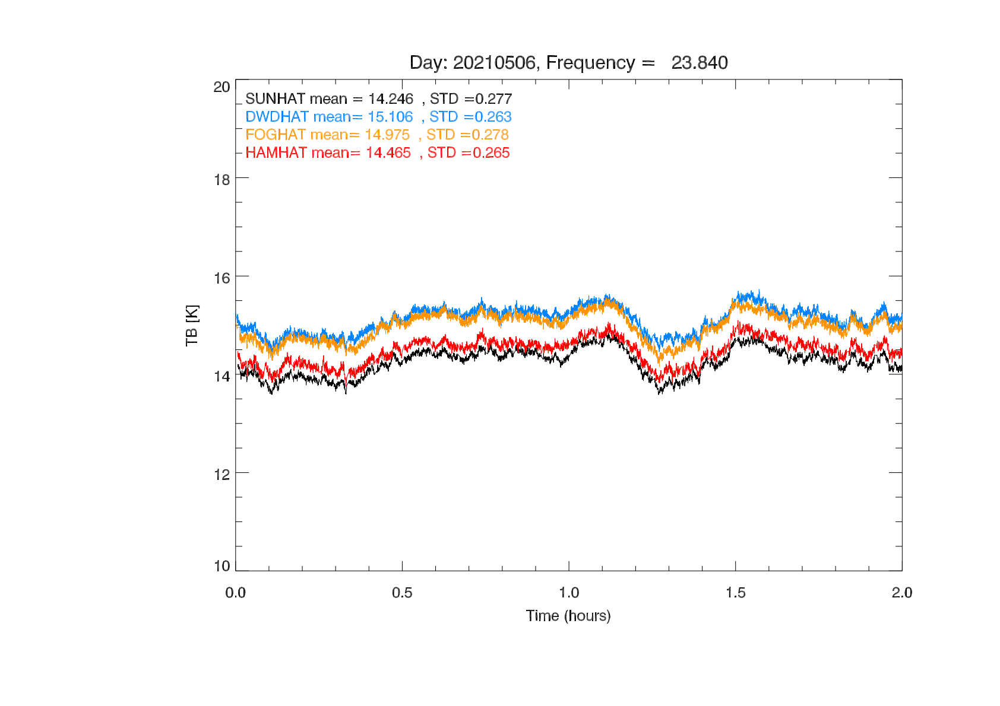 Day: 20210506, Frequency = 23.840
SUNHAT mean = 14.246 , STD =0.277
DWDHAT mean= 15.106 , STD =0.263
FOGHAT mean= 14.975 , STD =0.278
HAMHAT mean= 14.465 , STD =0.265
20
18
16
14
12
10
TB [K]
0.0 0.5 1.0 1.5 2.0
Time (hours)